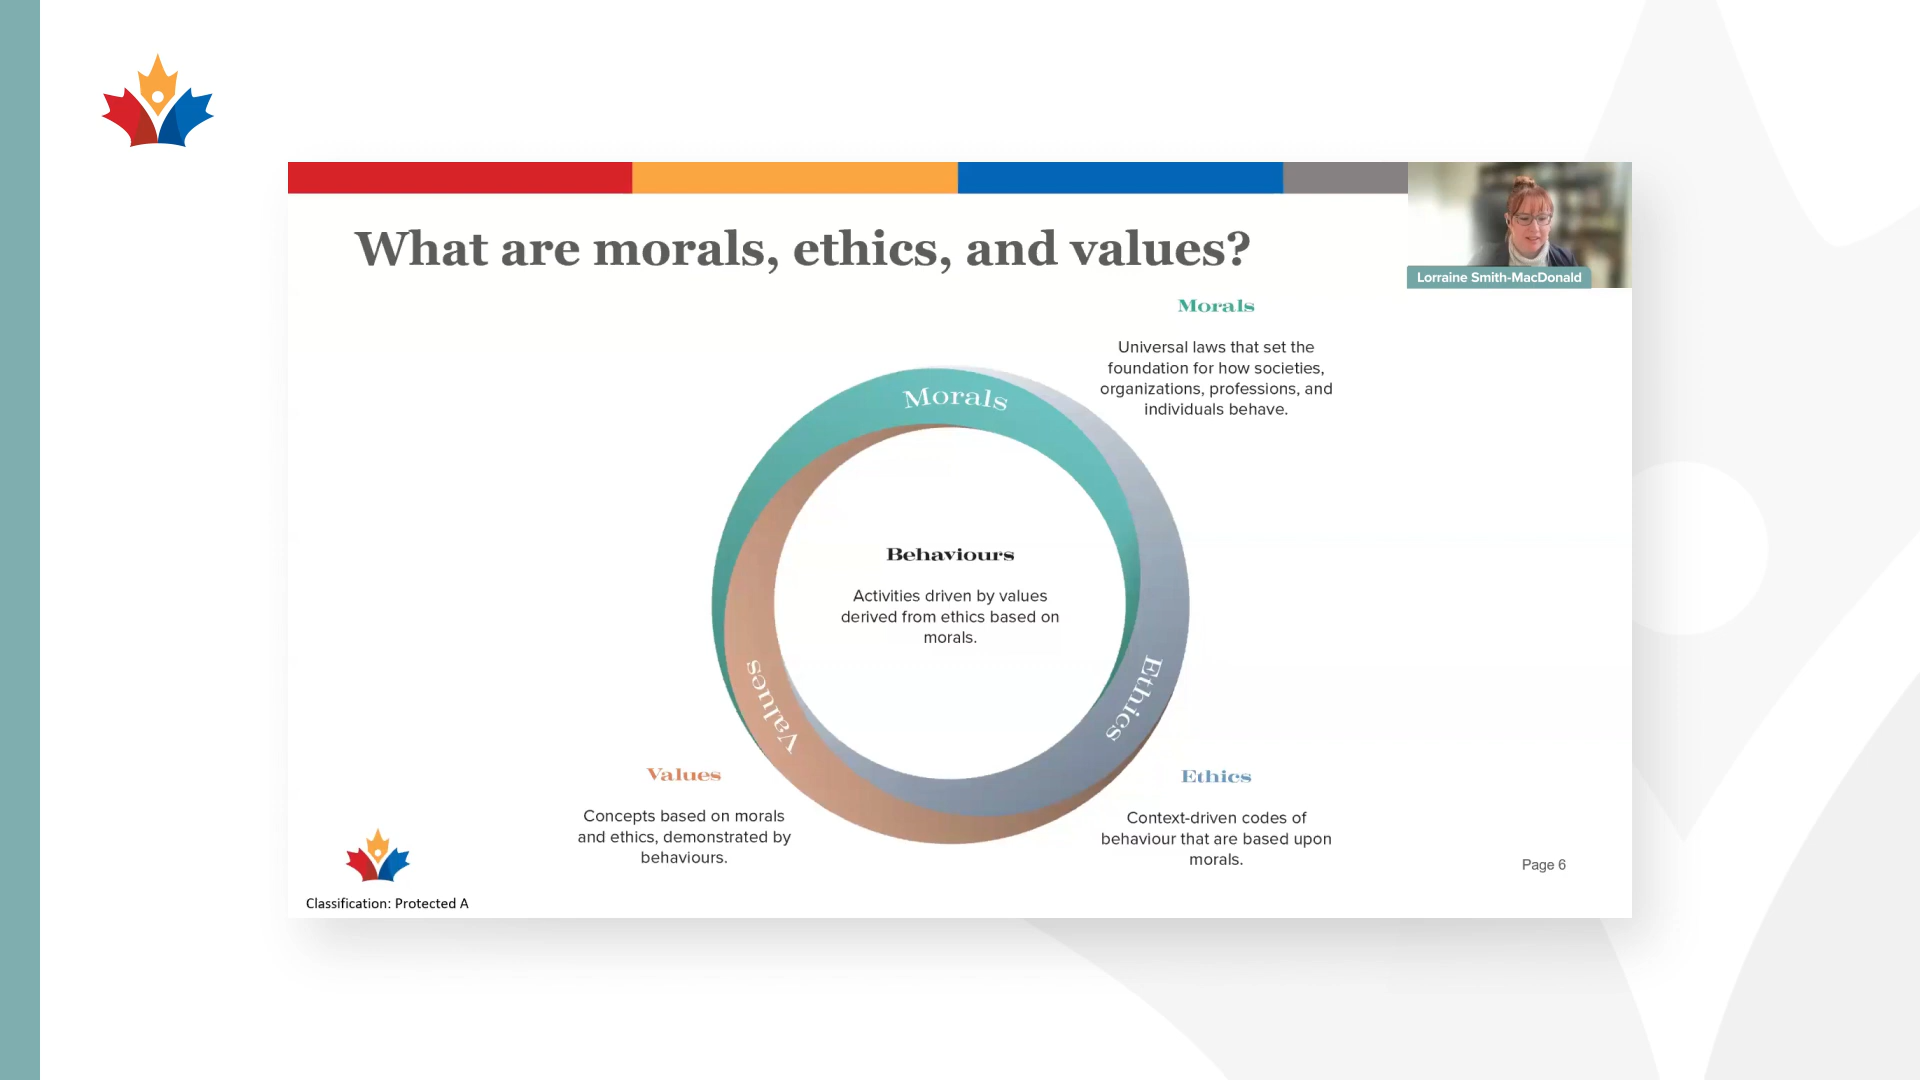 What are morals, ethics, and values?
Lorraine Smith-MacDonald
Morals
Universal laws that set the
foundation for how societies,
organizations, professions, and
individuals behave.
Morals
Behaviours
Activities driven by values
derived from ethics based on
morals.
Values
Ethics
Values
Concepts based on morals
and ethics, demonstrated by
behaviours.
Ethics
Context-driven codes of
behaviour that are based upon
morals.
Page 6
Classification: Protected A